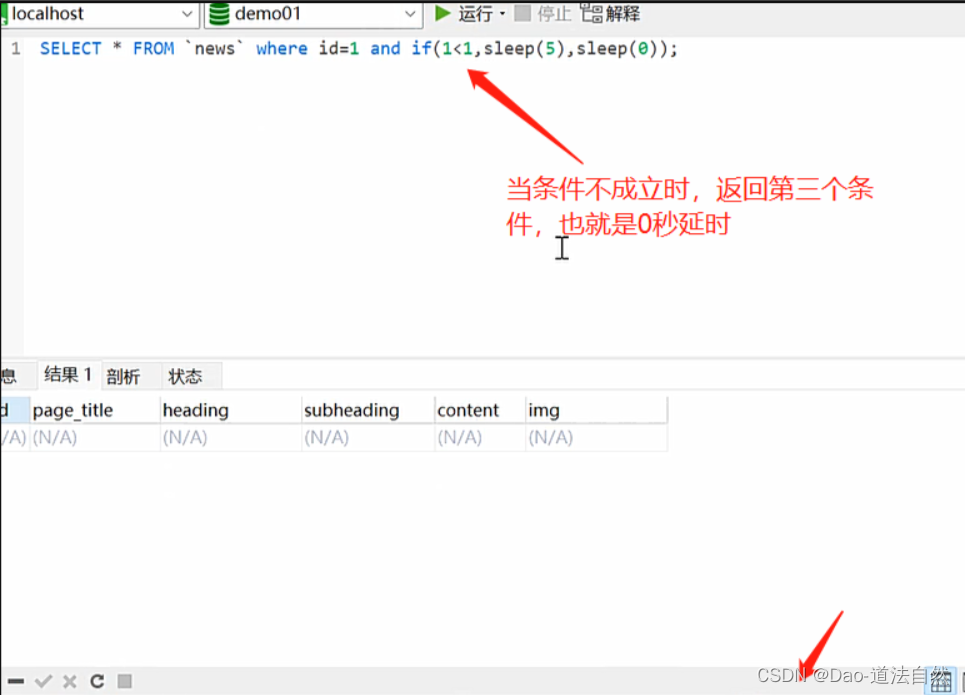 localhost demo01 运行 停止 解释
1 SELECT * FROM `news` where id=1 and if(1<1,sleep(5),sleep(0));
当条件不成立时，返回第三个条
件，也就是0秒延时
息 结果 1 剖析 状态
d page_title heading subheading content img
/A) (N/A) (N/A) (N/A) (N/A) (N/A)
CSDN @Dao-道法自然